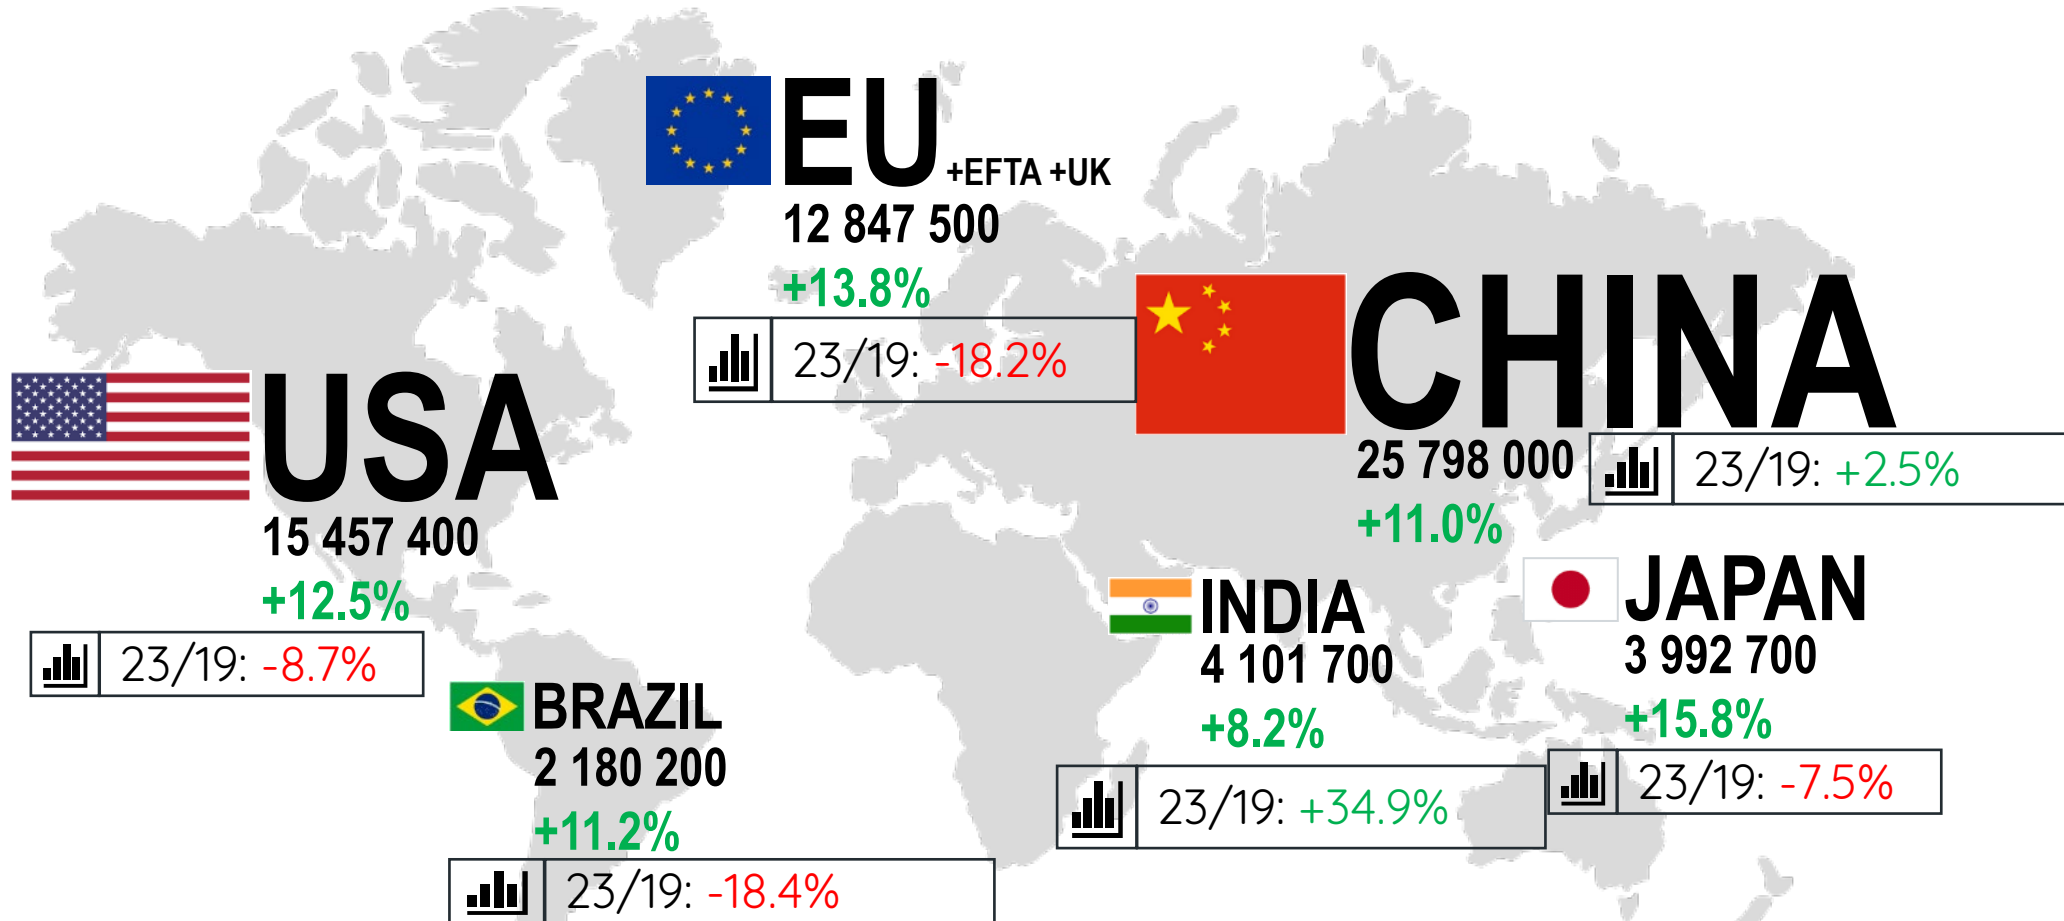 EU +EFTA +UK
12 847 500
+13.8%
23/19: -18.2%
CHINA
25 798 000
+11.0%
23/19: +2.5%
USA
15 457 400
+12.5%
23/19: -8.7%
INDIA
4 101 700
+8.2%
23/19: +34.9%
JAPAN
3 992 700
+15.8%
23/19: -7.5%
BRAZIL
2 180 200
+11.2%
23/19: -18.4%